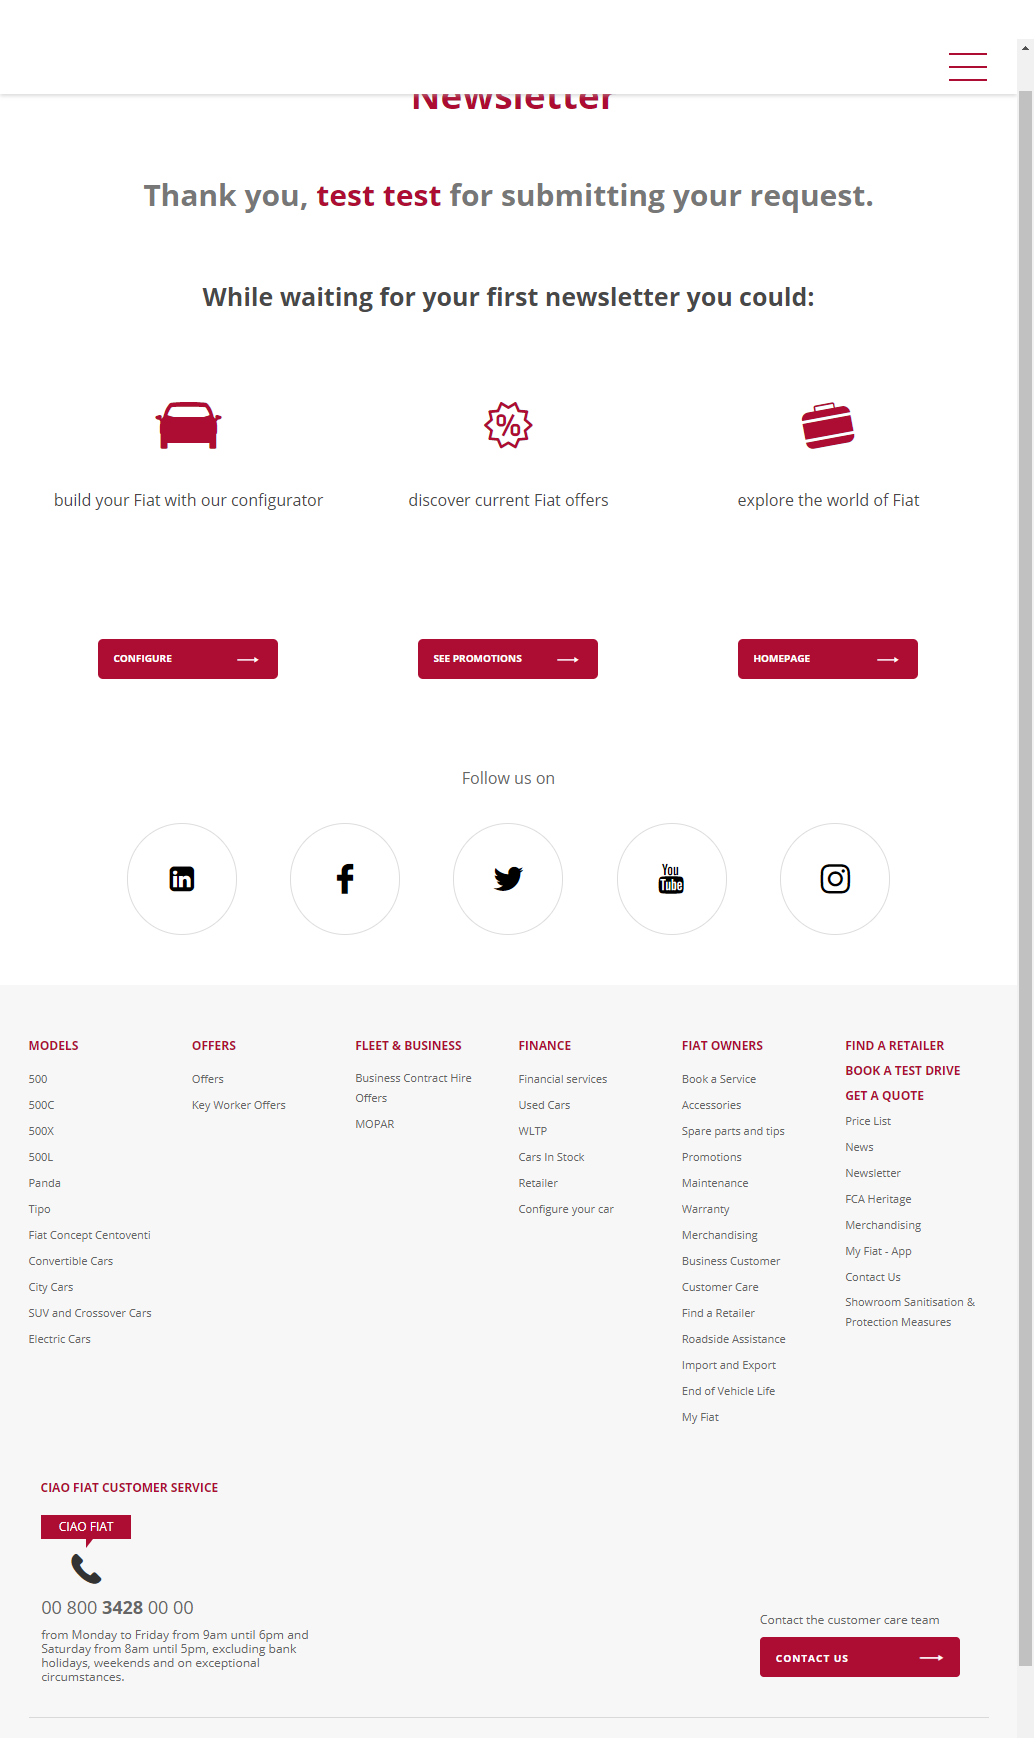 Newsletter
Thank you, test test for submitting your request.
While waiting for your first newsletter you could:
%
build your Fiat with our configurator
discover current Fiat offers
explore the world of Fiat
CONFIGURE
SEE PROMOTIONS
HOMEPAGE
Follow us on
in
f
You
Tube
MODELS
500
500C
500X
500L
Panda
Tipo
Fiat Concept Centoventi
Convertible Cars
City Cars
SUV and Crossover Cars
Electric Cars
OFFERS
Offers
Key Worker Offers
FLEET & BUSINESS
Business Contract Hire
Offers
MOPAR
FINANCE
Financial services
Used Cars
WLTP
Cars In Stock
Retailer
Configure your car
FIAT OWNERS
Book a Service
Accessories
Spare parts and tips
Promotions
Maintenance
Warranty
Merchandising
Business Customer
Customer Care
Find a Retailer
Roadside Assistance
Import and Export
End of Vehicle Life
My Fiat
FIND A RETAILER
BOOK A TEST DRIVE
GET A QUOTE
Price List
News
Newsletter
FCA Heritage
Merchandising
My Fiat - App
Contact Us
Showroom Sanitisation &
Protection Measures
CIAO FIAT CUSTOMER SERVICE
CIAO FIAT
00 800 3428 00 00
from Monday to Friday from 9am until 6pm and
Saturday from 8am until 5pm, excluding bank
holidays, weekends and on exceptional
circumstances.
Contact the customer care team
CONTACT US